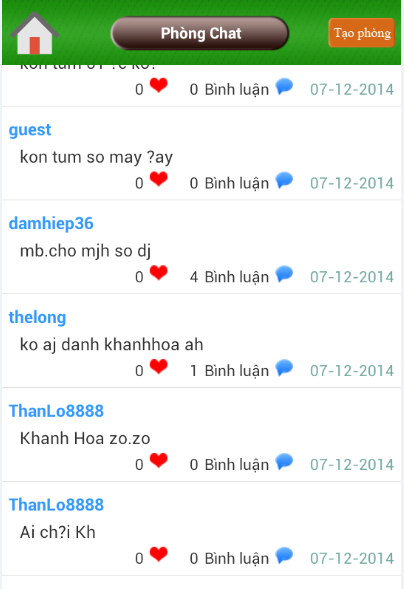 Phòng Chat
Tạo phòng
kon tum
0 0 Bình luận 07-12-2014
guest
kon tum so may ?ay
0 0 Bình luận 07-12-2014
damhiep36
mb.cho mjh so dj
0 4 Bình luận 07-12-2014
thelong
ko aj danh khanhhoa ah
0 1 Bình luận 07-12-2014
ThanLo8888
Khanh Hoa zo.zo
0 0 Bình luận 07-12-2014
ThanLo8888
Ai ch?i Kh
0 0 Bình luận 07-12-2014